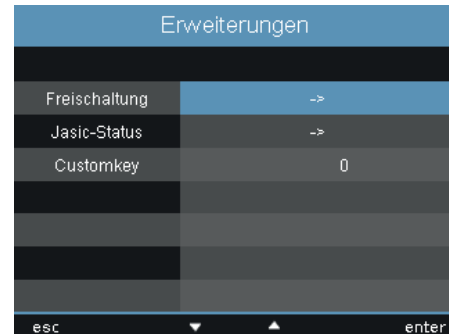 Erweiterungen
Freischaltung ->
Jasic-Status ->
Customkey 0
esc ▼ ▲ enter